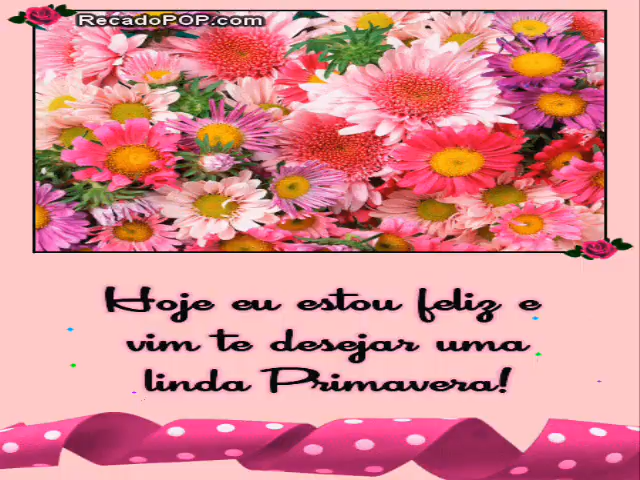 RecadoPOP.com
Hoje eu estou feliz e
vim te desejar uma
linda Primavera!